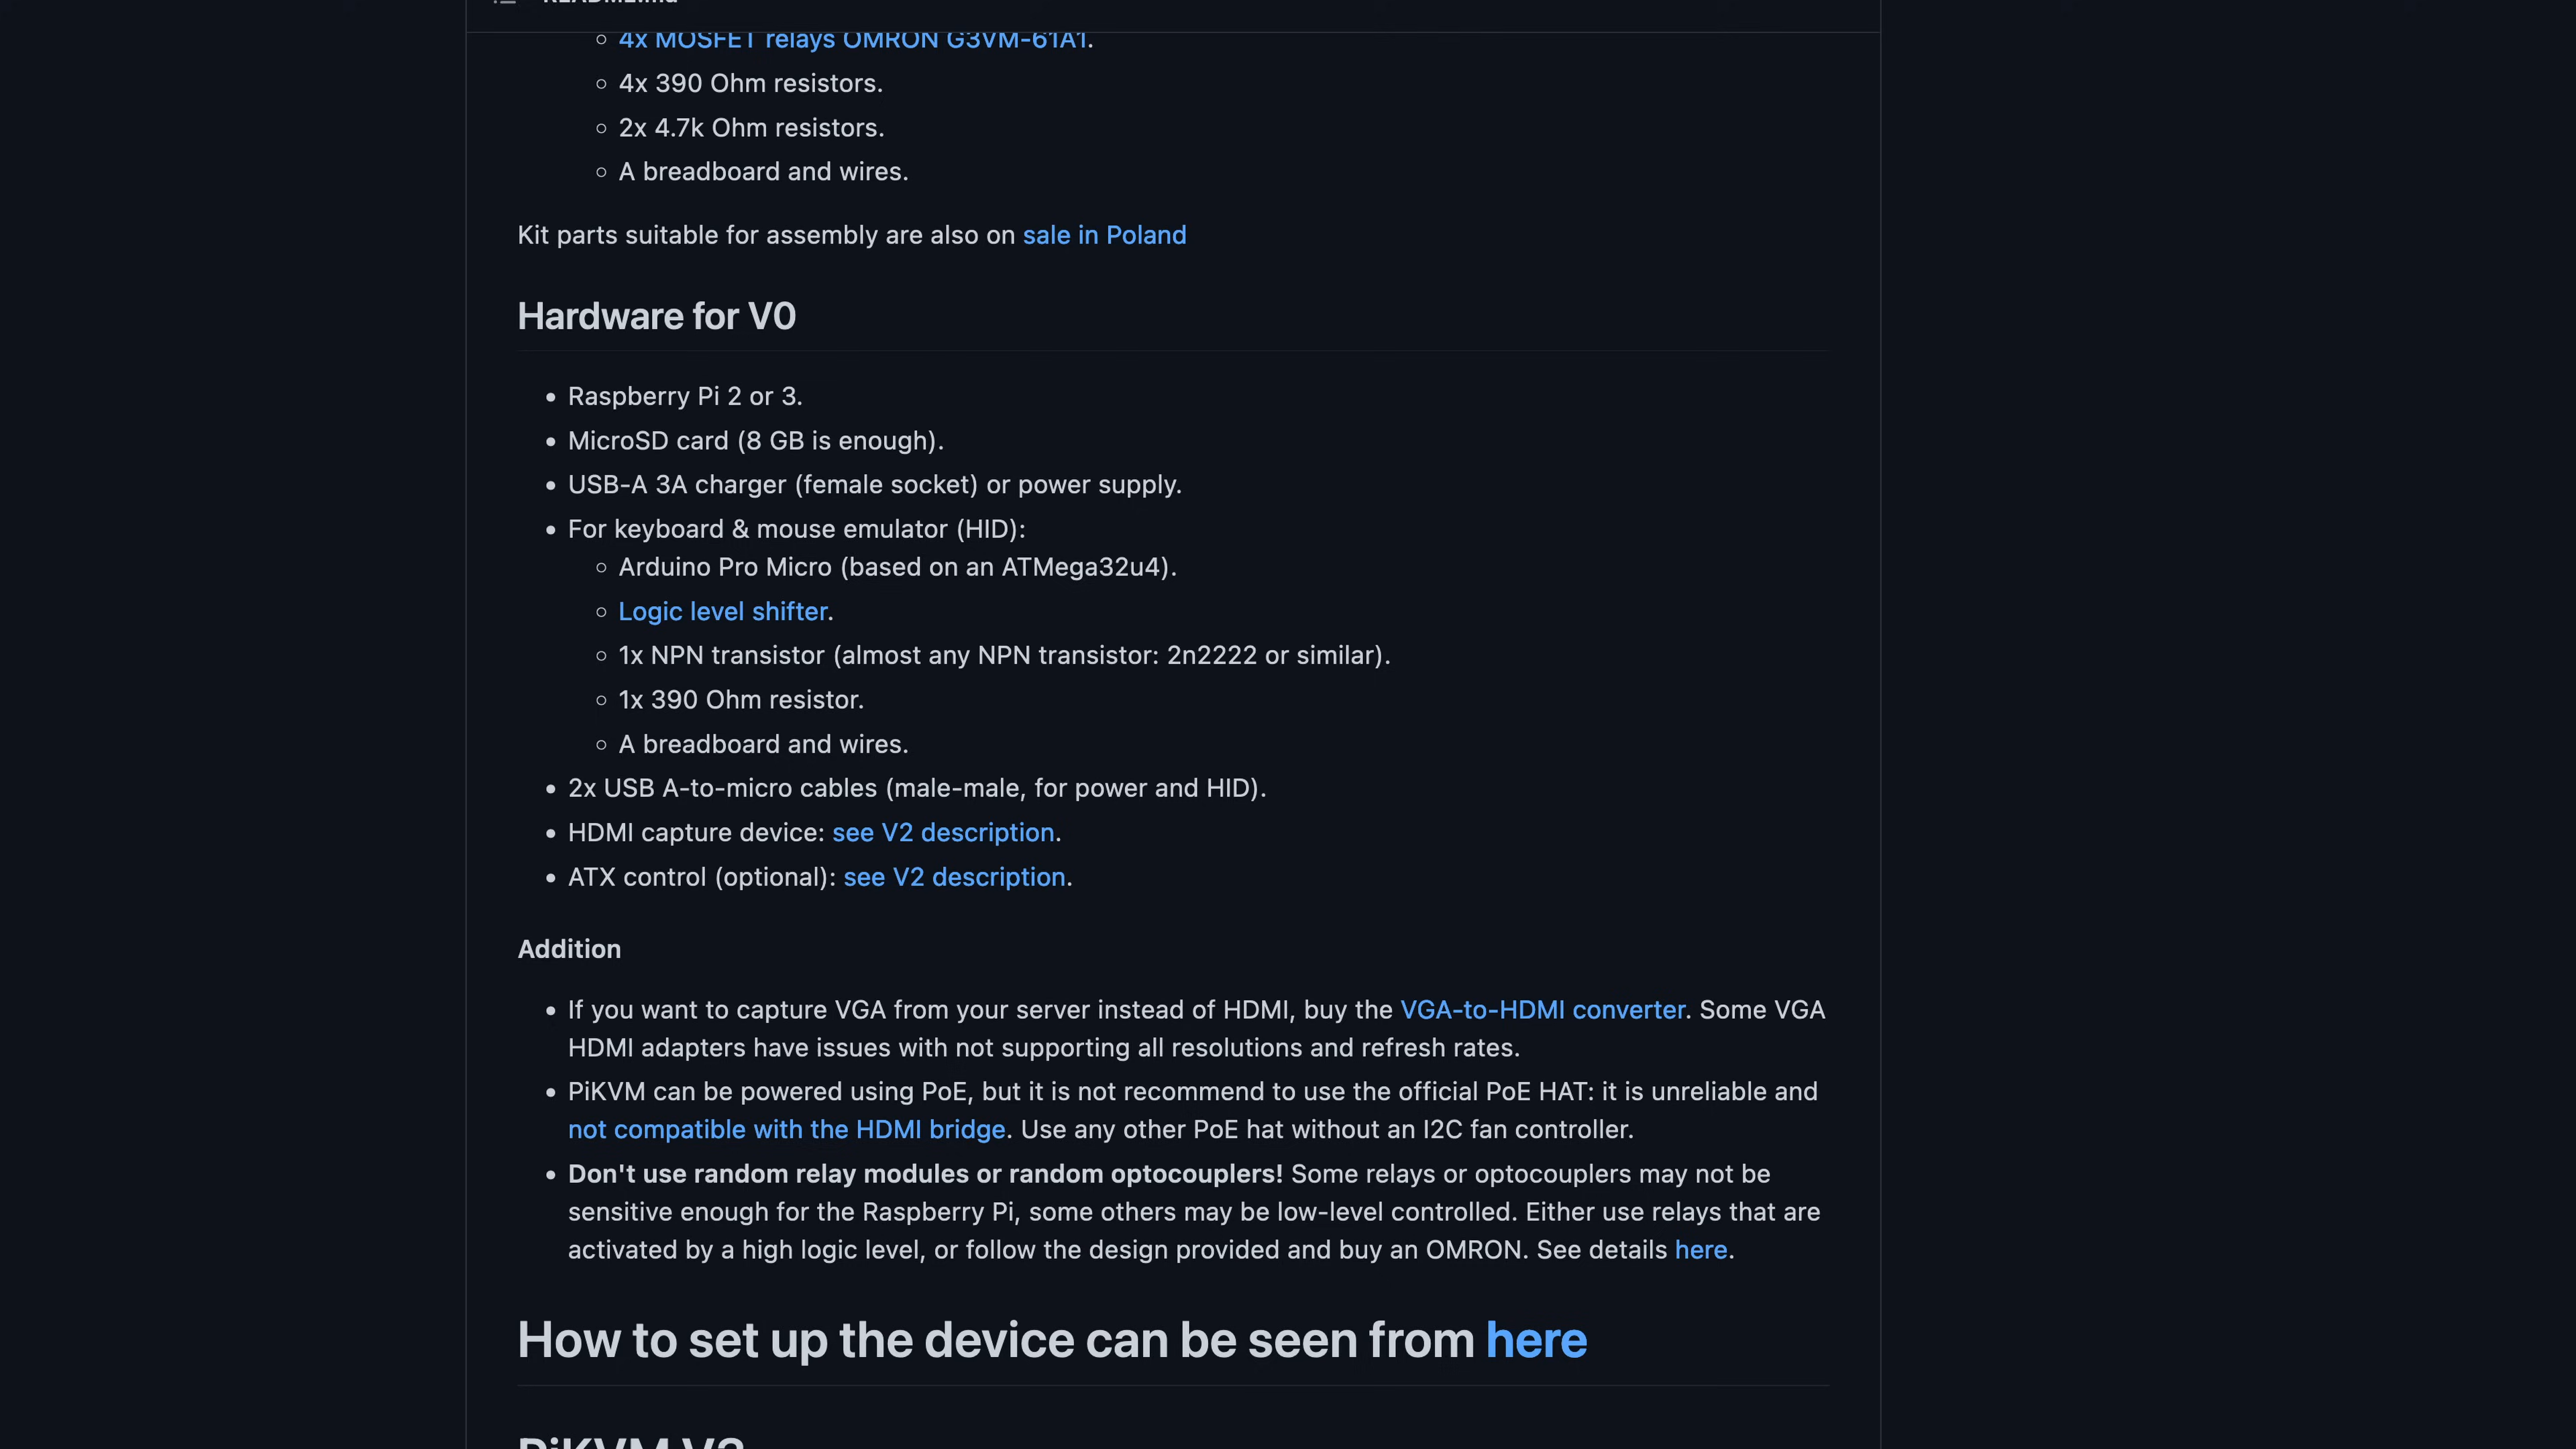 README.md
4x MOSFET relays OMRON G3VM-61A1.
4x 390 Ohm resistors.
2x 4.7k Ohm resistors.
A breadboard and wires.
Kit parts suitable for assembly are also on sale in Poland
Hardware for V0
Raspberry Pi 2 or 3.
MicroSD card (8 GB is enough).
USB-A 3A charger (female socket) or power supply.
For keyboard & mouse emulator (HID):
Arduino Pro Micro (based on an ATMega32u4).
Logic level shifter.
1x NPN transistor (almost any NPN transistor: 2n2222 or similar).
1x 390 Ohm resistor.
A breadboard and wires.
2x USB A-to-micro cables (male-male, for power and HID).
HDMI capture device: see V2 description.
ATX control (optional): see V2 description.
Addition
If you want to capture VGA from your server instead of HDMI, buy the VGA-to-HDMI converter. Some VGA
HDMI adapters have issues with not supporting all resolutions and refresh rates.
PiKVM can be powered using PoE, but it is not recommend to use the official PoE HAT: it is unreliable and
not compatible with the HDMI bridge. Use any other PoE hat without an I2C fan controller.
Don't use random relay modules or random optocouplers! Some relays or optocouplers may not be
sensitive enough for the Raspberry Pi, some others may be low-level controlled. Either use relays that are
activated by a high logic level, or follow the design provided and buy an OMRON. See details here.
How to set up the device can be seen from here
PiKVM